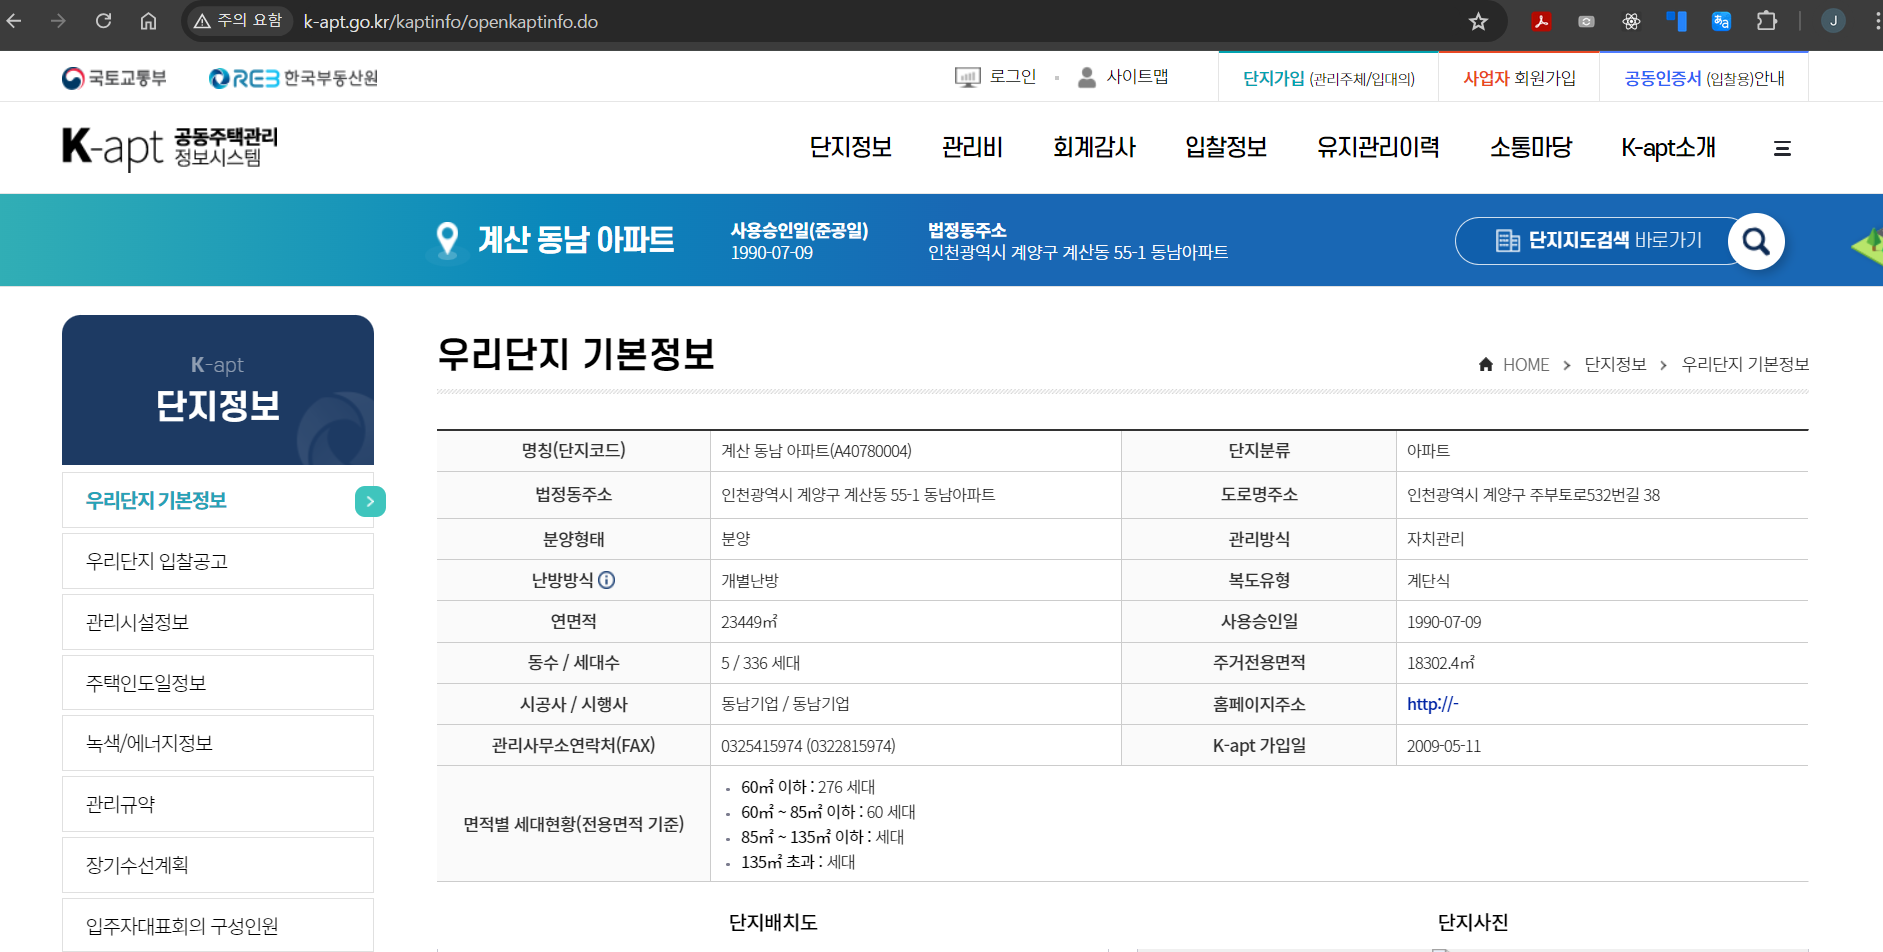 주의 요함 k-apt.go.kr/kaptinfo/openkaptinfo.do J
국토교통부 REB 한국부동산원 로그인 사이트맵 단지가입 (관리주체/입대의) 사업자 회원가입 공동인증서 (입찰용)안내
K-apt 공동주택관리 정보시스템
단지정보 관리비 회계감사 입찰정보 유지관리이력 소통마당 K-apt소개
계산 동남 아파트
사용승인일(준공일)
1990-07-09
법정동주소
인천광역시 계양구 계산동 55-1 동남아파트
단지지도검색 바로가기
K-apt
단지정보
우리단지 기본정보
우리단지 입찰공고
관리시설정보
주택인도일정보
녹색/에너지정보
관리규약
장기수선계획
입주자대표회의 구성인원
우리단지 기본정보
HOME > 단지정보 > 우리단지 기본정보
명칭(단지코드) 계산 동남 아파트(A40780004) 단지분류 아파트
법정동주소 인천광역시 계양구 계산동 55-1 동남아파트 도로명주소 인천광역시 계양구 주부토로532번길 38
분양형태 분양 관리방식 자치관리
난방방식 개별난방 복도유형 계단식
연면적 23449㎡ 사용승인일 1990-07-09
동수 / 세대수 5 / 336 세대 주거전용면적 18302.4㎡
시공사 / 시행사 동남기업 / 동남기업 홈페이지주소 http://-
관리사무소연락처(FAX) 0325415974 (0322815974) K-apt 가입일 2009-05-11
면적별 세대현황(전용면적 기준)
60㎡ 이하 : 276 세대
60㎡ ~ 85㎡ 이하 : 60 세대
85㎡ ~ 135㎡ 이하 : 세대
135㎡ 초과 : 세대
단지배치도 단지사진